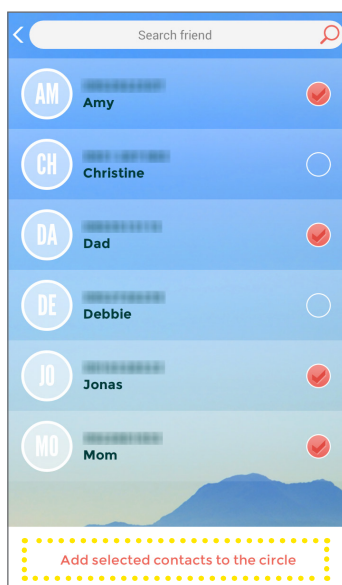 Search friend
AM
Amy
CH
Christine
DA
Dad
DE
Debbie
JO
Jonas
MO
Mom
Add selected contacts to the circle